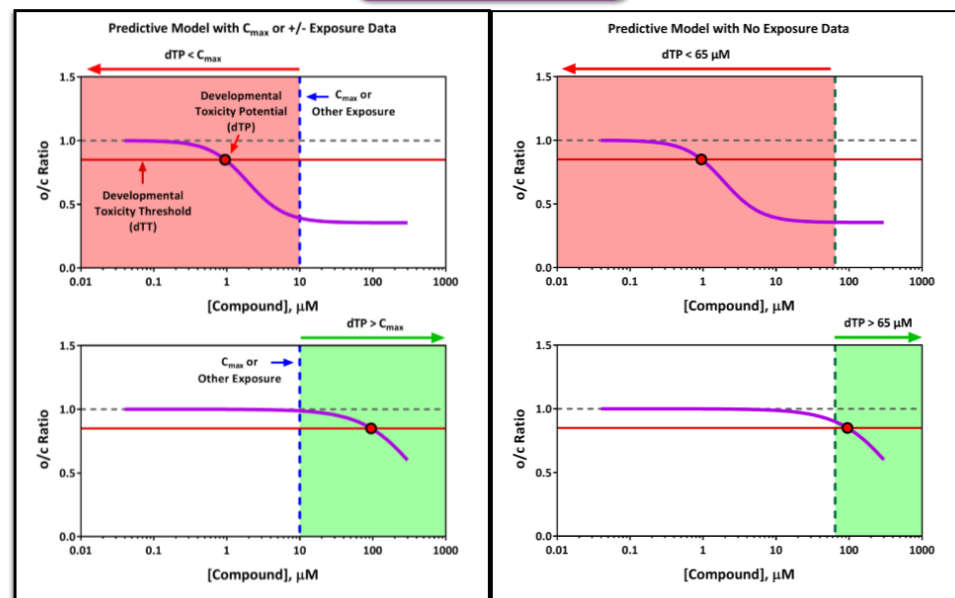 Predictive Model with Cmax or +/- Exposure Data
dTP < Cmax
1.5
1.0
0.5
0.0
o/c Ratio
Developmental
Toxicity Potential
(dTP)
Cmax or
Other Exposure
Developmental
Toxicity Threshold
(dTT)
0.01 0.1 1 10 100 1000
[Compound], μM
dTP > Cmax
1.5
1.0
0.5
0.0
o/c Ratio
Cmax or
Other Exposure
0.01 0.1 1 10 100 1000
[Compound], μM
Predictive Model with No Exposure Data
dTP < 65 μM
1.5
1.0
0.5
0.0
o/c Ratio
0.01 0.1 1 10 100 1000
[Compound], μM
dTP > 65 μM
1.5
1.0
0.5
0.0
o/c Ratio
0.01 0.1 1 10 100 1000
[Compound], μM